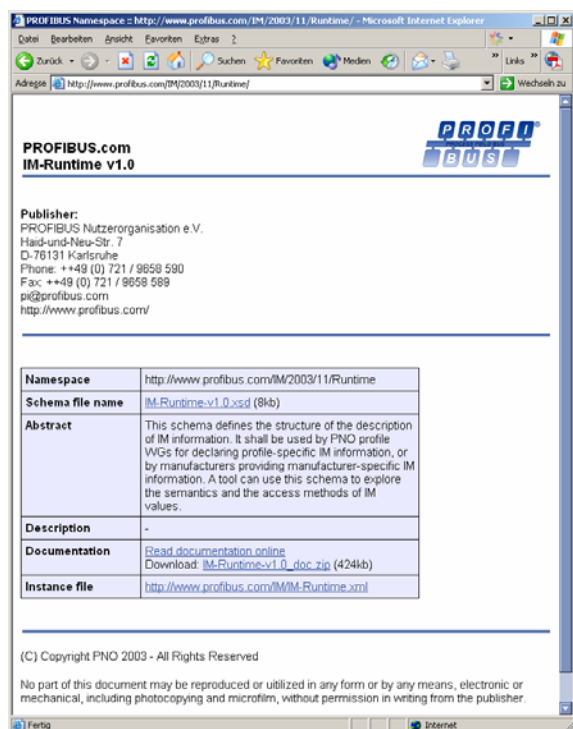 PROFIBUS Namespace :: http://www.profibus.com/IM/2003/11/Runtime/ - Microsoft Internet Explorer
Datei Bearbeiten Ansicht Favoriten Extras ?
Zurück Suchen Favoriten Medien Links
Adresse http://www.profibus.com/IM/2003/11/Runtime/ Wechseln zu
PROFIBUS.com
IM-Runtime v1.0
PROFI
PROCESS FIELD BUS
BUS
Publisher:
PROFIBUS Nutzerorganisation e.V.
Haid-und-Neu-Str. 7
D-76131 Karlsruhe
Phone: ++49 (0) 721 / 9658 590
Fax: ++49 (0) 721 / 9658 589
pi@profibus.com
http://www.profibus.com/
Namespace http://www.profibus.com/IM/2003/11/Runtime
Schema file name IM-Runtime-v1.0.xsd (8kb)
Abstract This schema defines the structure of the description
of IM information. It shall be used by PNO profile
WGs for declaring profile-specific IM information, or
by manufacturers providing manufacturer-specific IM
information. A tool can use this schema to explore
the semantics and the access methods of IM
values.
Description -
Documentation Read documentation online
Download: IM-Runtime-v1.0_doc.zip (424kb)
Instance file http://www.profibus.com/IM/IM-Runtime.xml
(C) Copyright PNO 2003 - All Rights Reserved
No part of this document may be reproduced or uitilized in any form or by any means, electronic or
mechanical, including photocopying and microfilm, without permission in writing from the publisher.
Fertig Internet